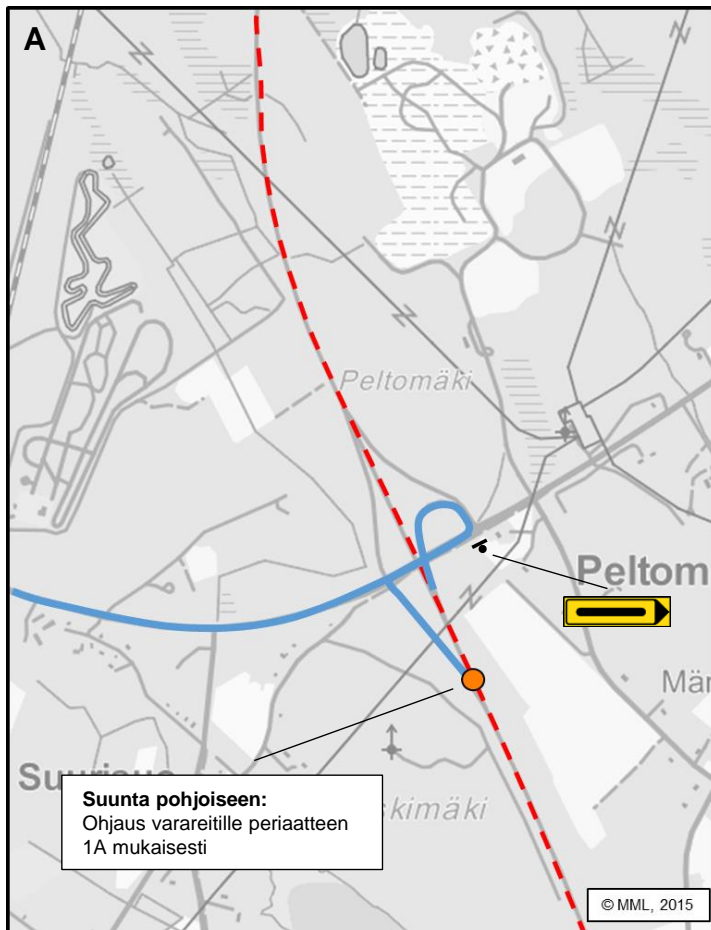 A
Peltomäki
Peltom
Mär
Suurisuo
skimäki
Suunta pohjoiseen:
Ohjaus varareitille periaatteen
1A mukaisesti
© MML, 2015